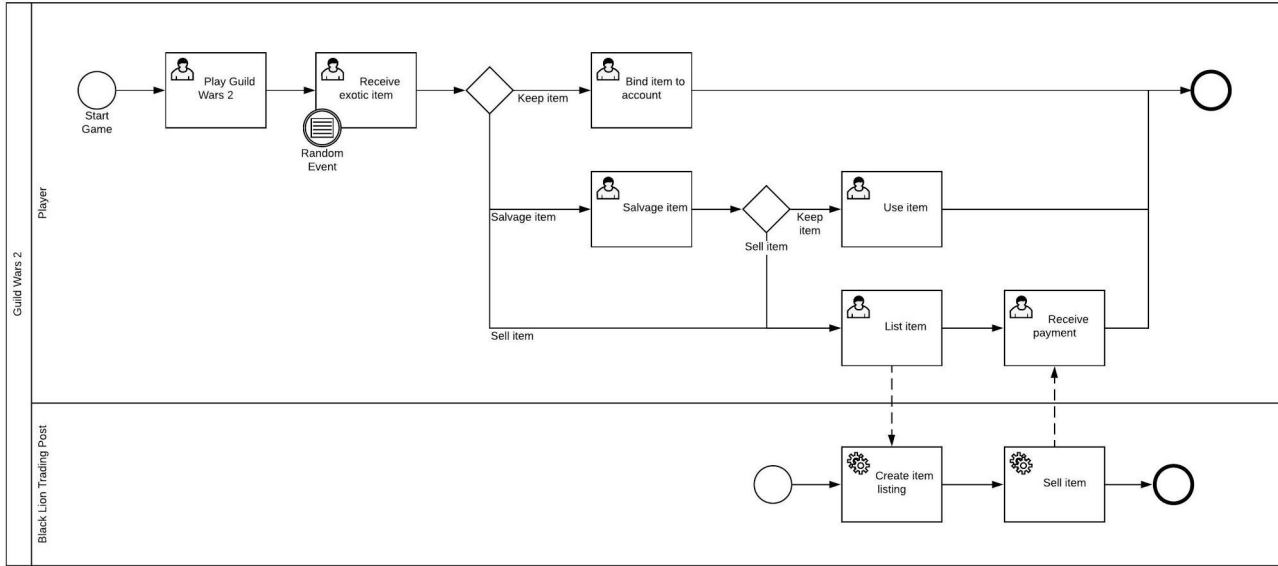 Guild Wars 2
Player
Start
Game
Play Guild
Wars 2
Receive
exotic item
Random
Event
Keep item
Bind item to
account
Salvage item
Salvage item
Keep
item
Sell item
Use item
Sell item
List item
Receive
payment
Black Lion Trading Post
Create item
listing
Sell item